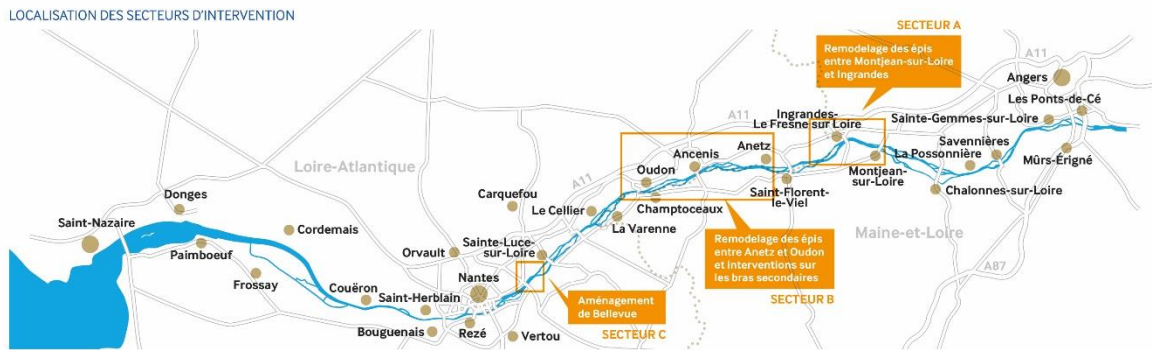 LOCALISATION DES SECTEURS D'INTERVENTION
SECTEUR A
Remodelage des épis
entre Montjean-sur-Loire
et Ingrandes
A11
Angers
Les Ponts-de-Cé
Sainte-Gemmes-sur-Loire
Ingrandes-
Le Fresne sur Loire
A11
Savennières
La Possonnière
Mûrs-Érigné
Anetz
Ancenis
Oudon
Montjean-
sur-Loire
Chalonnes-sur-Loire
Saint-Florent-
le-Viel
Loire-Atlantique
A11
Carquefou
Champtoceaux
Le Cellier
La Varenne
Maine-et-Loire
Donges
Saint-Nazaire
Cordemais
Paimboeuf
Orvault
Sainte-Luce-
sur-Loire
Remodelage des épis
entre Anetz et Oudon
et interventions sur
les bras secondaires
SECTEUR B
A87
Frossay
Nantes
Couëron
Saint-Herblain
Aménagement
de Bellevue
SECTEUR C
Bouguenais
Rezé
Vertou